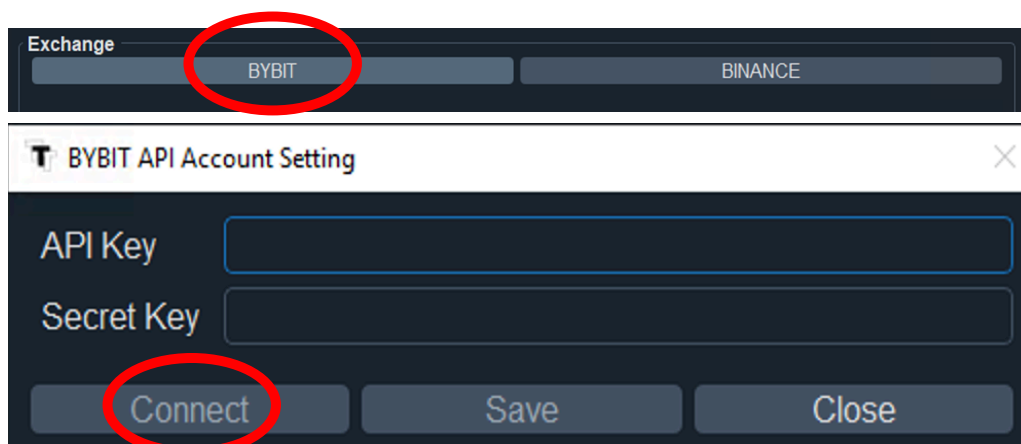 Exchange
BYBIT BINANCE
BYBIT API Account Setting
API Key
Secret Key
Connect Save Close